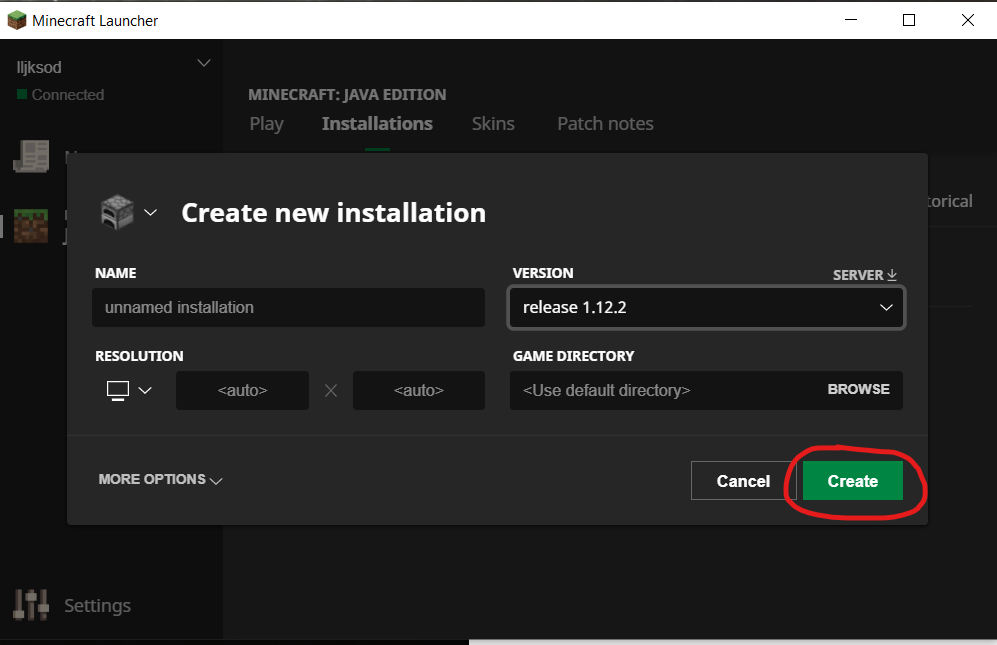 Minecraft Launcher
lljksod
Connected
MINECRAFT: JAVA EDITION
Play Installations Skins Patch notes
Create new installation
NAME
unnamed installation
VERSION
SERVER
release 1.12.2
RESOLUTION
<auto> <auto>
GAME DIRECTORY
<Use default directory> BROWSE
MORE OPTIONS
Cancel Create
Settings